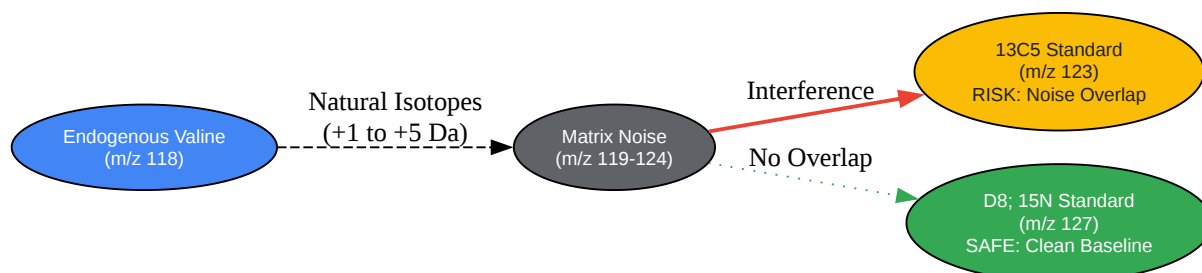 Endogenous Valine
(m/z 118)
Natural Isotopes
(+1 to +5 Da)
Matrix Noise
(m/z 119-124)
Interference
No Overlap
13C5 Standard
(m/z 123)
RISK: Noise Overlap
D8; 15N Standard
(m/z 127)
SAFE: Clean Baseline